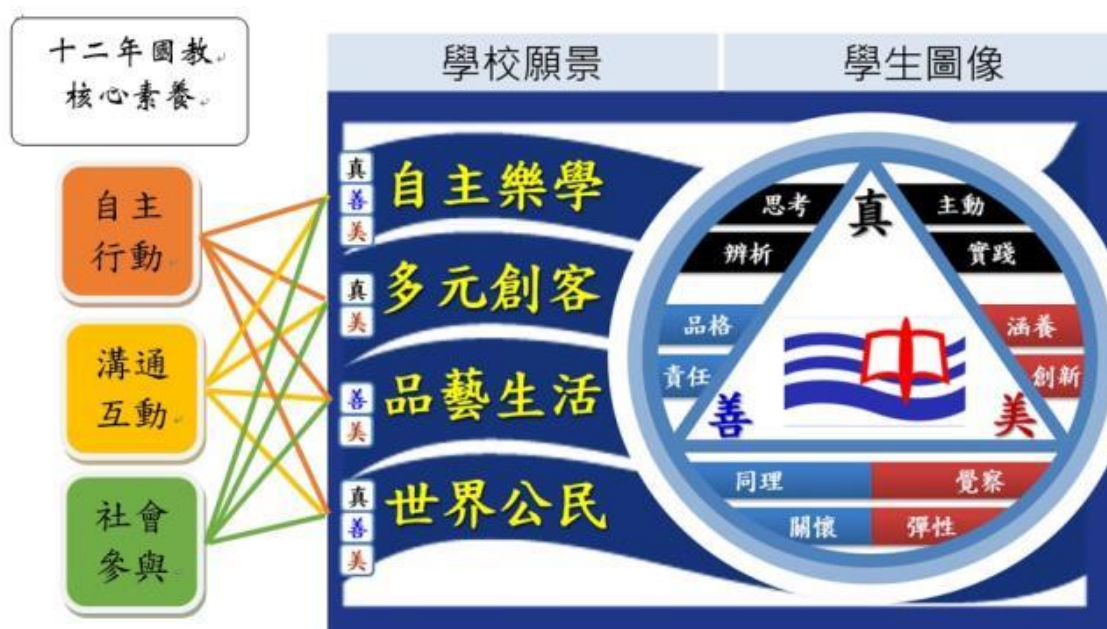 十二年國教
核心素養
自主
行動
溝通
互動
社會
參與
學校願景
學生圖像
真
善
美
自主樂學
真
美
多元創客
善
美
品藝生活
真
善
美
世界公民
真
思考
主動
辨析
實踐
品格
涵養
責任
創新
善
美
同理
覺察
關懷
彈性